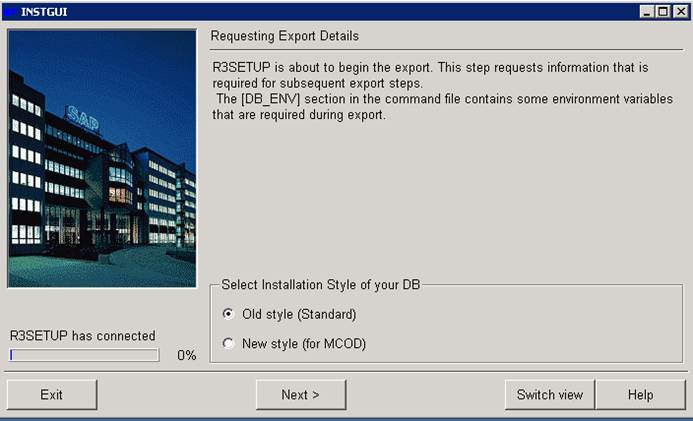 INSTGUI
Requesting Export Details
R3SETUP is about to begin the export. This step requests information that is
required for subsequent export steps.
The [DB_ENV] section in the command file contains some environment variables
that are required during export.
SAP
Select Installation Style of your DB
Old style (Standard)
New style (for MCOD)
R3SETUP has connected
0%
Exit
Next >
Switch view
Help